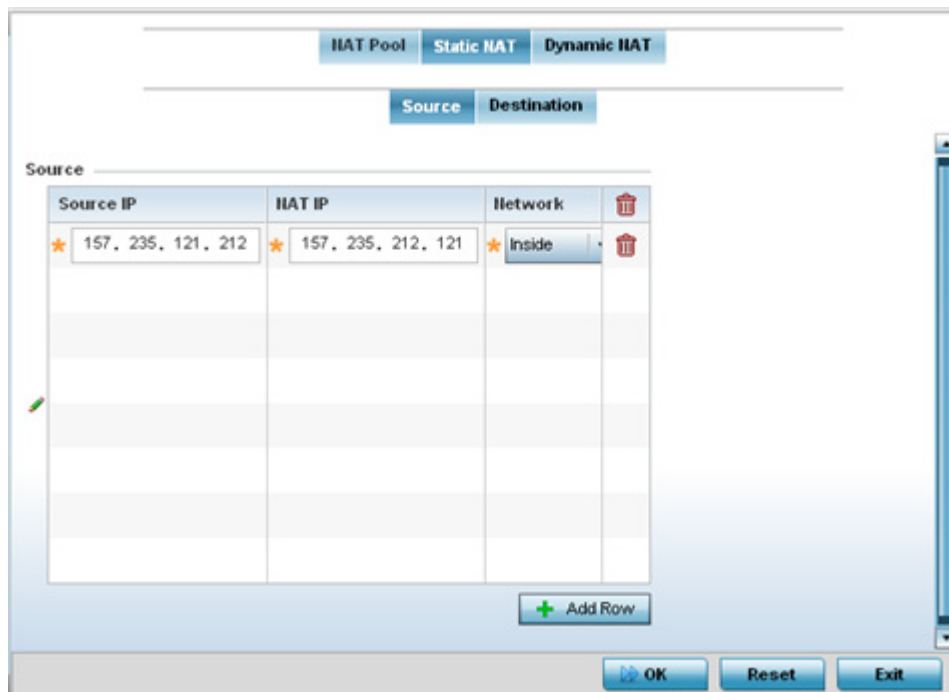 NAT Pool Static NAT Dynamic NAT
Source Destination
Source
Source IP NAT IP Network
157. 235. 121. 212 157. 235. 212. 121 Inside
Add Row
OK Reset Exit